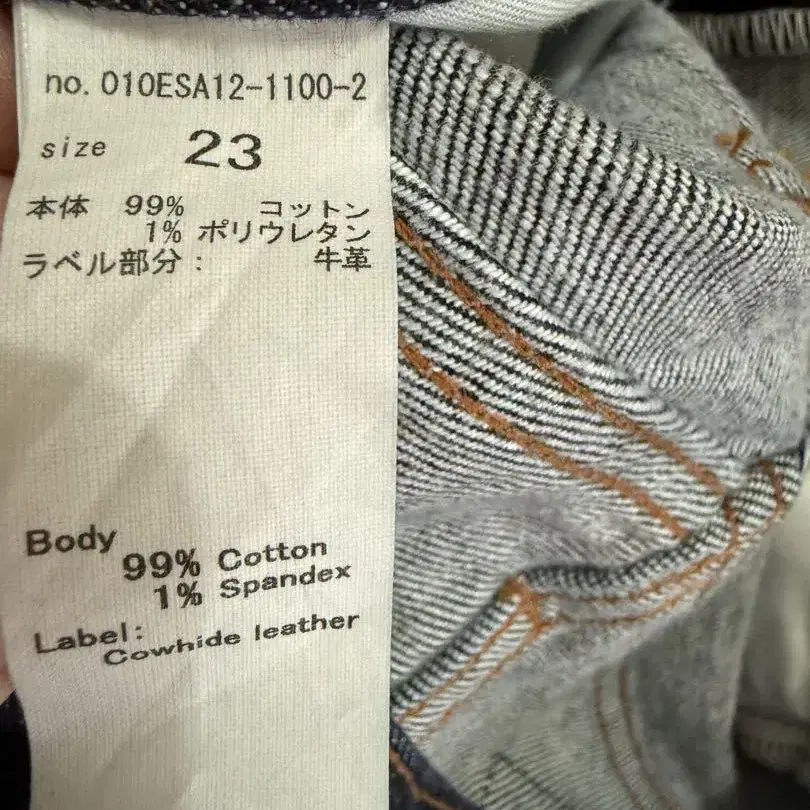 no. 010ESA12-1100-2
size 23
本体 99% コットン
1% ポリウレタン
ラベル部分: 牛革
Body
99% Cotton
1% Spandex
Label:
Cowhide leather